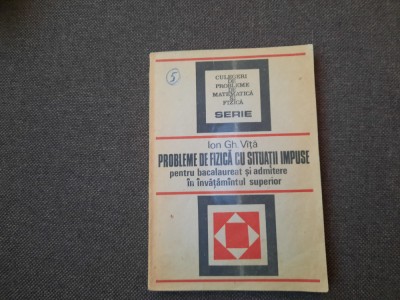 5
CULEGERI
DE
PROBLEME
DE
MATEMATICĂ
ȘI
FIZICĂ
SERIE
Ion Gh. Viță
PROBLEME DE FIZICĂ CU SITUAȚII IMPUSE
pentru bacalaureat și admitere
în învățămîntul superior